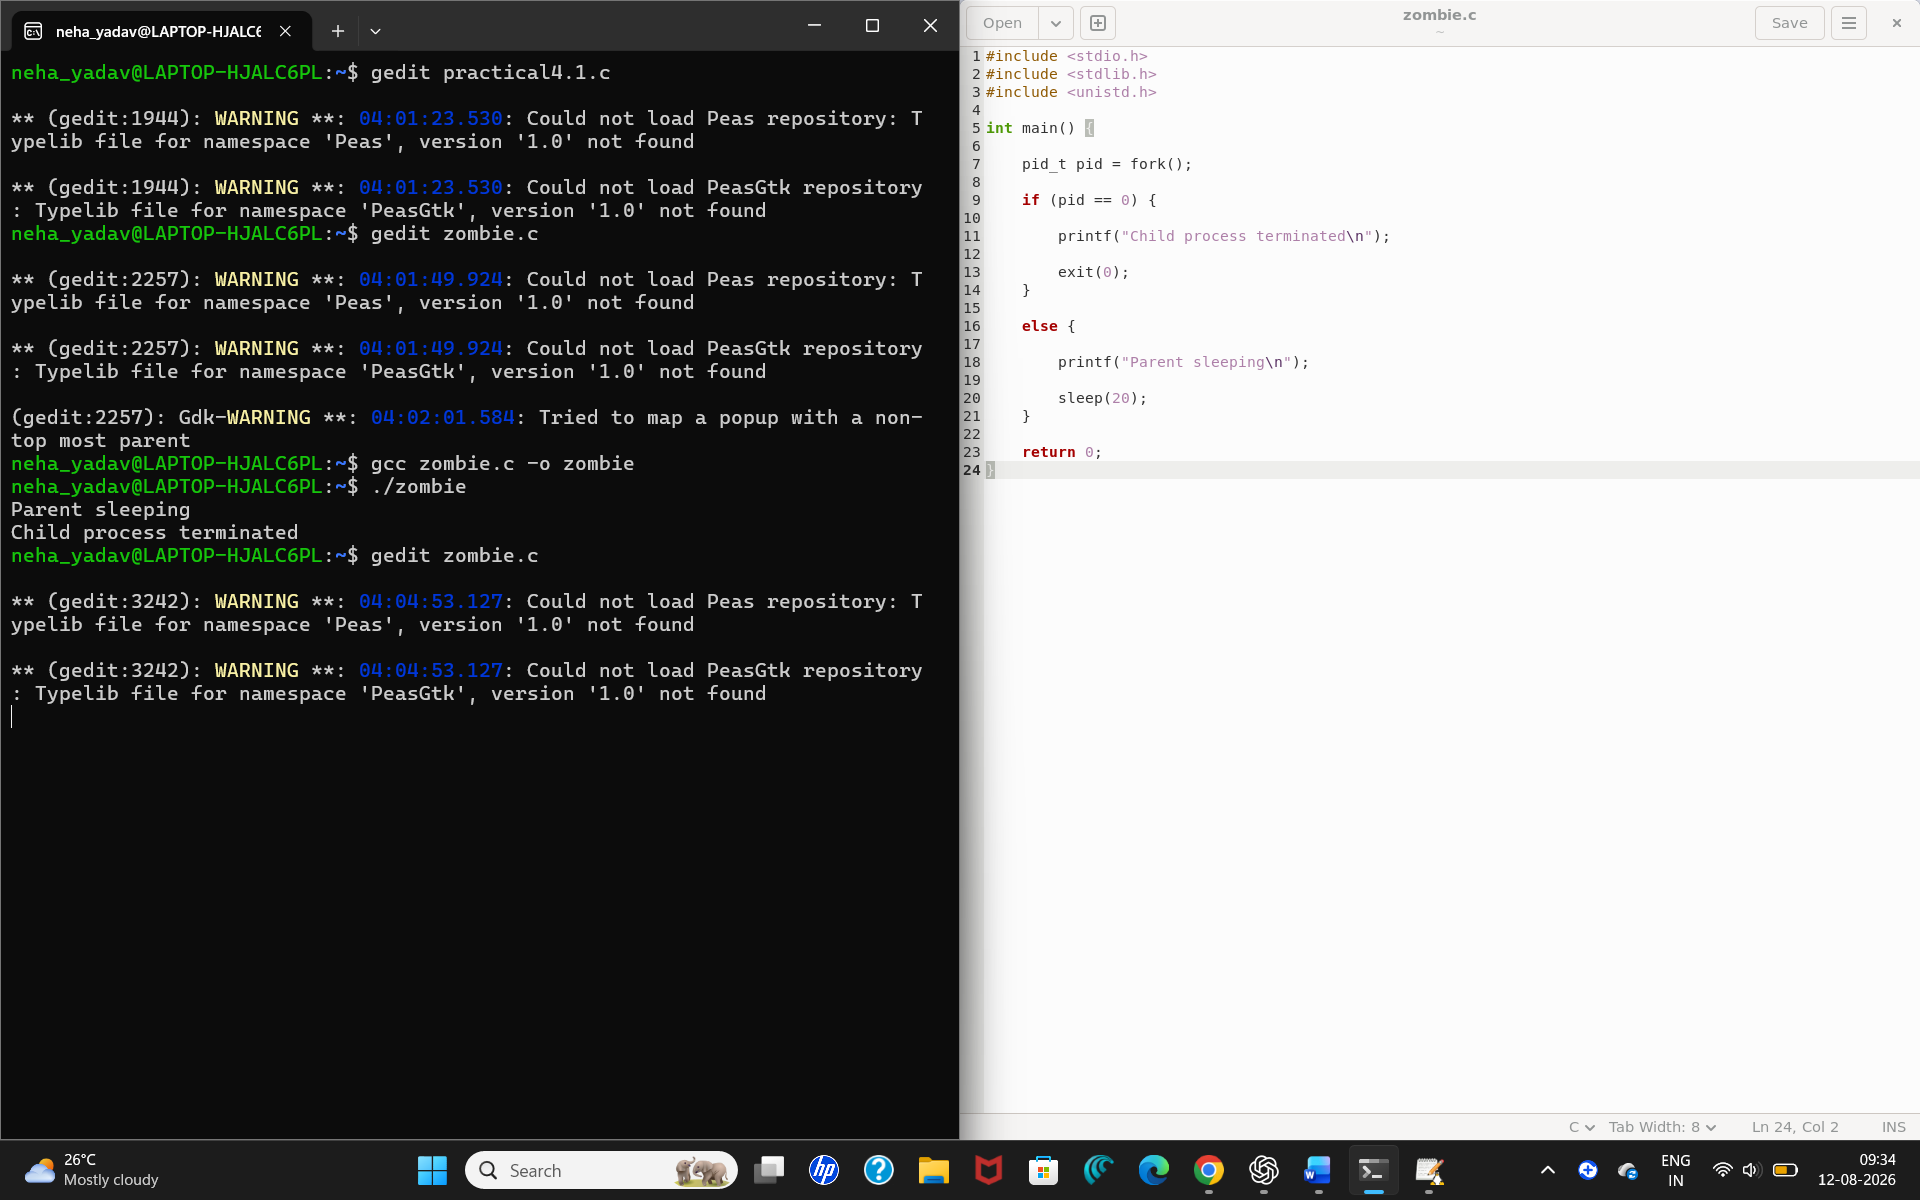 neha_yadav@LAPTOP-HJALC6
neha_yadav@LAPTOP-HJALC6PL:~$ gedit practical4.1.c
** (gedit:1944): WARNING **: 04:01:23.530: Could not load Peas repository: T
ypelib file for namespace 'Peas', version '1.0' not found
** (gedit:1944): WARNING **: 04:01:23.530: Could not load PeasGtk repository
: Typelib file for namespace 'PeasGtk', version '1.0' not found
neha_yadav@LAPTOP-HJALC6PL:~$ gedit zombie.c
** (gedit:2257): WARNING **: 04:01:49.924: Could not load Peas repository: T
ypelib file for namespace 'Peas', version '1.0' not found
** (gedit:2257): WARNING **: 04:01:49.924: Could not load PeasGtk repository
: Typelib file for namespace 'PeasGtk', version '1.0' not found
(gedit:2257): Gdk-WARNING **: 04:02:01.584: Tried to map a popup with a non-
top most parent
neha_yadav@LAPTOP-HJALC6PL:~$ gcc zombie.c -o zombie
neha_yadav@LAPTOP-HJALC6PL:~$ ./zombie
Parent sleeping
Child process terminated
neha_yadav@LAPTOP-HJALC6PL:~$ gedit zombie.c
** (gedit:3242): WARNING **: 04:04:53.127: Could not load Peas repository: T
ypelib file for namespace 'Peas', version '1.0' not found
** (gedit:3242): WARNING **: 04:04:53.127: Could not load PeasGtk repository
: Typelib file for namespace 'PeasGtk', version '1.0' not found
Open
zombie.c
~
Save
1 #include <stdio.h>
2 #include <stdlib.h>
3 #include <unistd.h>
4
5 int main() {
6
7     pid_t pid = fork();
8
9     if (pid == 0) {
10
11         printf("Child process terminated\n");
12
13         exit(0);
14     }
15
16     else {
17
18         printf("Parent sleeping\n");
19
20         sleep(20);
21     }
22
23     return 0;
24 }
C
Tab Width: 8
Ln 24, Col 2
INS
26°C
Mostly cloudy
Search
hp
ENG
IN
09:34
12-08-2026